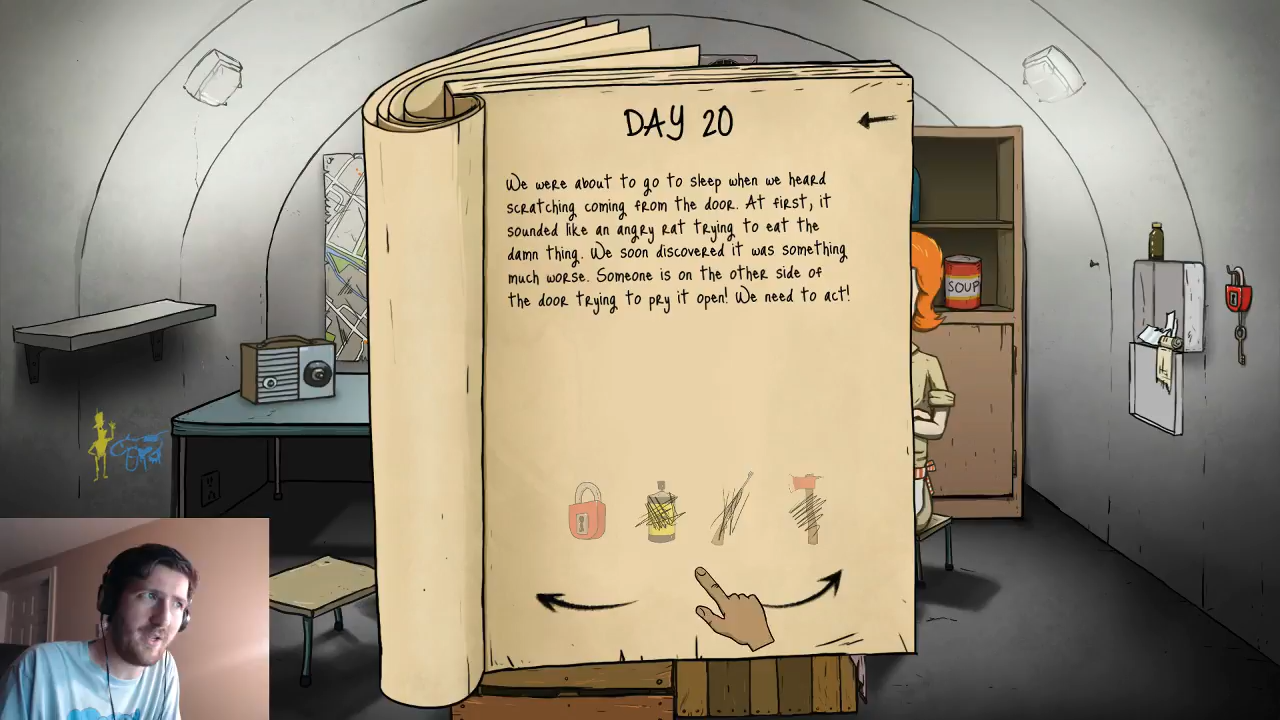 DAY 20
We were about to go to sleep when we heard
scratching coming from the door. At first, it
sounded like an angry rat trying to eat the
damn thing. We soon discovered it was something
much worse. Someone is on the other side of
the door trying to pry it open! We need to act!
SOUP